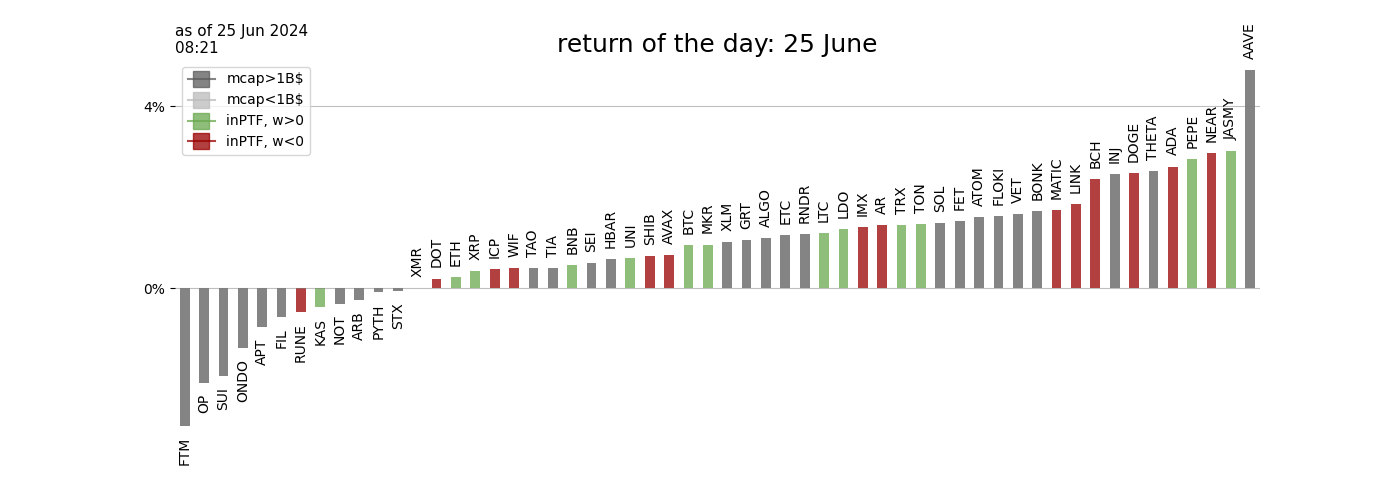 as of 25 Jun 2024
08:21
return of the day: 25 June
mcap>1B$
mcap<1B$
inPTF, w>0
inPTF, w<0
4%
0%
FTM
OP
SUI
ONDO
APT
FIL
RUNE
KAS
NOT
ARB
PYTH
STX
XMR
DOT
ETH
XRP
ICP
WIF
TAO
TIA
BNB
SEI
HBAR
UNI
SHIB
AVAX
BTC
MKR
XLM
GRT
ALGO
ETC
RNDR
LTC
LDO
IMX
AR
TRX
TON
SOL
FET
ATOM
FLOKI
VET
BONK
MATIC
LINK
BCH
INJ
DOGE
THETA
ADA
PEPE
NEAR
JASMY
AAVE